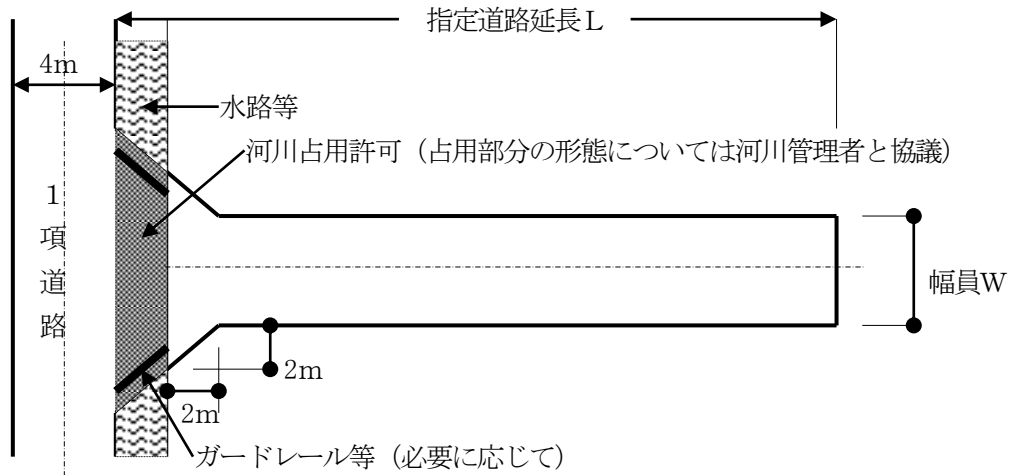 指定道路延長L
4m
水路等
河川占用許可（占用部分の形態については河川管理者と協議）
1項道路
幅員W
2m
2m
ガードレール等（必要に応じて）